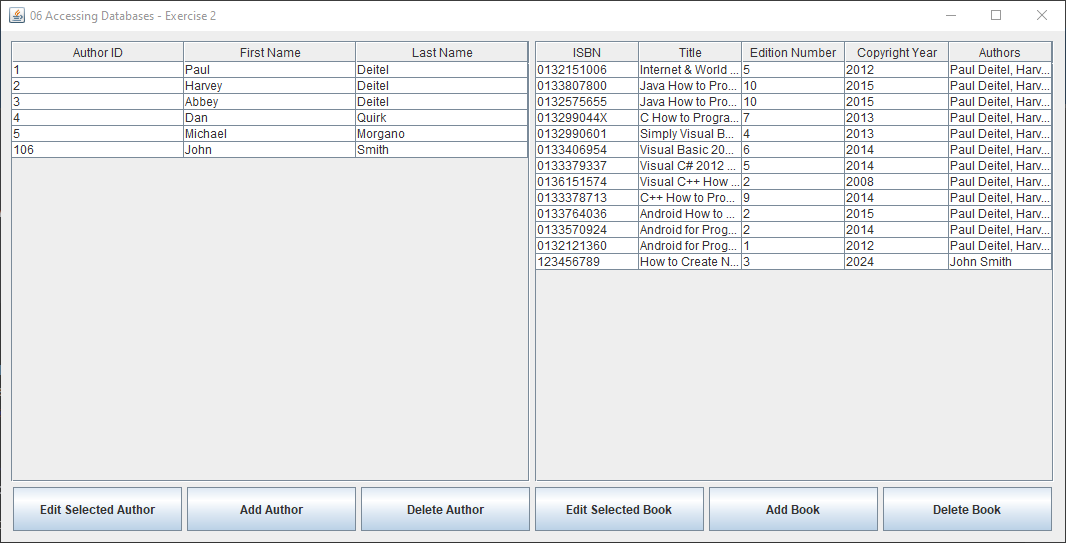 06 Accessing Databases - Exercise 2
Author ID First Name Last Name
1 Paul Deitel
2 Harvey Deitel
3 Abbey Deitel
4 Dan Quirk
5 Michael Morgano
106 John Smith
ISBN Title Edition Number Copyright Year Authors
0132151006 Internet & World ... 5 2012 Paul Deitel, Harv...
0133807800 Java How to Pro... 10 2015 Paul Deitel, Harv...
0132575655 Java How to Pro... 10 2015 Paul Deitel, Harv...
013299044X C How to Progra... 7 2013 Paul Deitel, Harv...
0132990601 Simply Visual B... 4 2013 Paul Deitel, Harv...
0133406954 Visual Basic 20... 6 2014 Paul Deitel, Harv...
0133379337 Visual C# 2012 ... 5 2014 Paul Deitel, Harv...
0136151574 Visual C++ How ... 2 2008 Paul Deitel, Harv...
0133378713 C++ How to Pro... 9 2014 Paul Deitel, Harv...
0133764036 Android How to ... 2 2015 Paul Deitel, Harv...
0133570924 Android for Prog... 2 2014 Paul Deitel, Harv...
0132121360 Android for Prog... 1 2012 Paul Deitel, Harv...
123456789 How to Create N... 3 2024 John Smith
Edit Selected Author Add Author Delete Author Edit Selected Book Add Book Delete Book